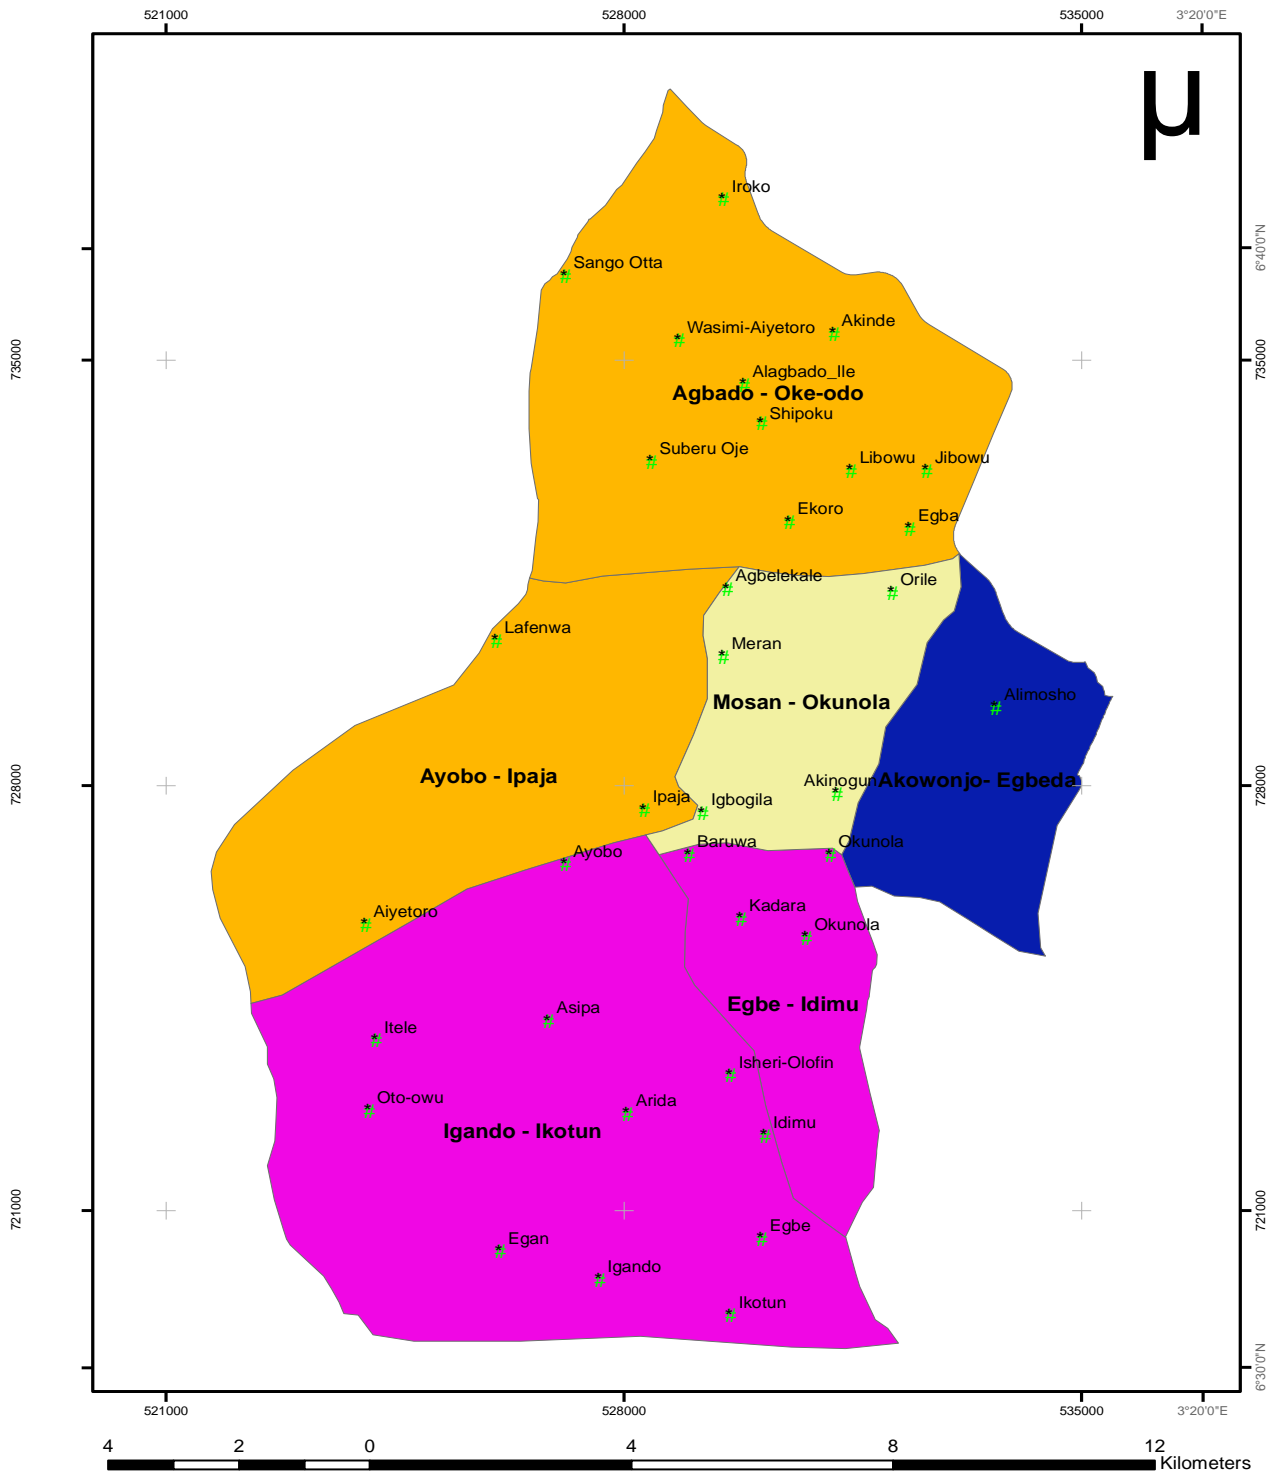 521000
528000
535000
3°20'0"E
µ
Iroko
6°40'0"N
Sango Otta
Wasimi-Aiyetoro
Akinde
735000
735000
Alagbado_Ile
Agbado - Oke-odo
Shipoku
Suberu Oje
Libowu
Jibowu
Ekoro
Egba
Agbelekale
Orile
Lafenwa
Meran
Alimosho
Mosan - Okunola
728000
Ayobo - Ipaja
Akinogun
Akowonjo- Egbeda
728000
Ipaja
Igbogila
Baruwa
Okunola
Ayobo
Aiyetoro
Kadara
Okunola
Egbe - Idimu
Asipa
Itele
Isheri-Olofin
Oto-owu
Arida
Idimu
Igando - Ikotun
721000
721000
Egbe
Egan
Igando
Ikotun
6°30'0"N
521000
528000
535000
3°20'0"E
4 2 0 4 8 12
Kilometers